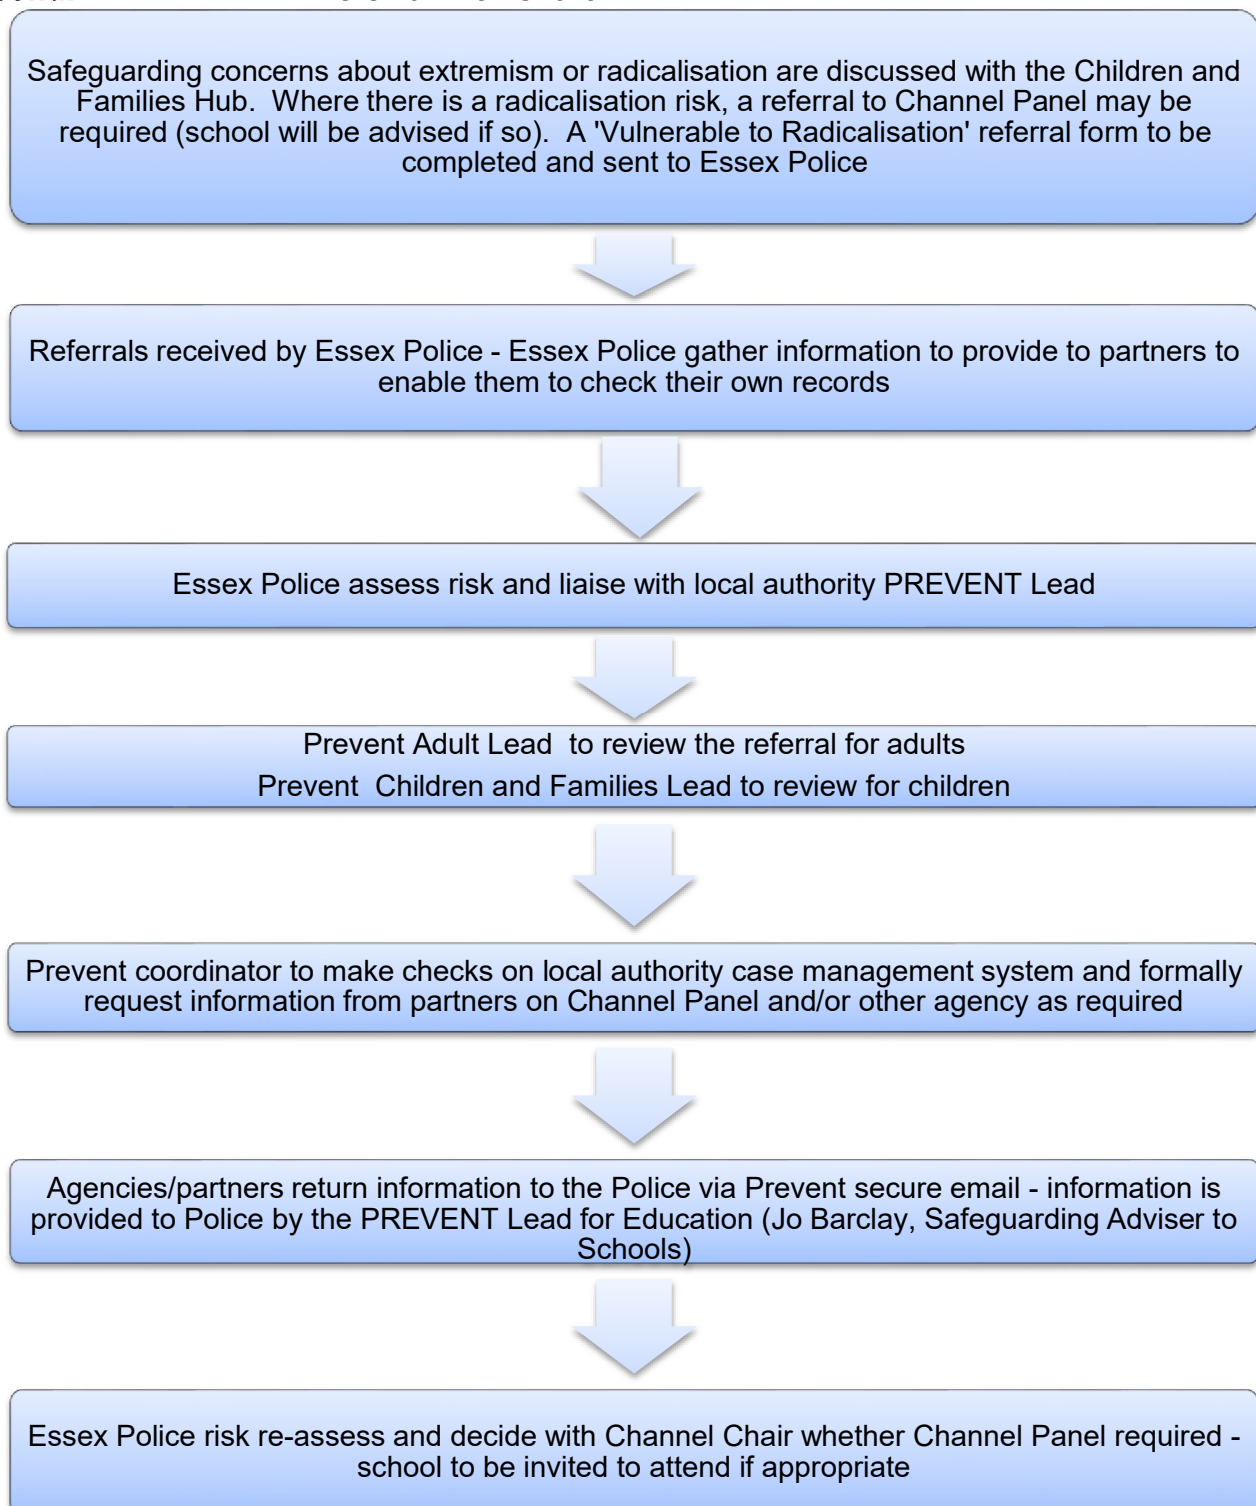 Safeguarding concerns about extremism or radicalisation are discussed with the Children and
Families Hub.  Where there is a radicalisation risk, a referral to Channel Panel may be
required (school will be advised if so).  A 'Vulnerable to Radicalisation' referral form to be
completed and sent to Essex Police
Referrals received by Essex Police - Essex Police gather information to provide to partners to
enable them to check their own records
Essex Police assess risk and liaise with local authority PREVENT Lead
Prevent Adult Lead  to review the referral for adults
Prevent  Children and Families Lead to review for children
Prevent coordinator to make checks on local authority case management system and formally
request information from partners on Channel Panel and/or other agency as required
Agencies/partners return information to the Police via Prevent secure email - information is
provided to Police by the PREVENT Lead for Education (Jo Barclay, Safeguarding Adviser to
Schools)
Essex Police risk re-assess and decide with Channel Chair whether Channel Panel required -
school to be invited to attend if appropriate